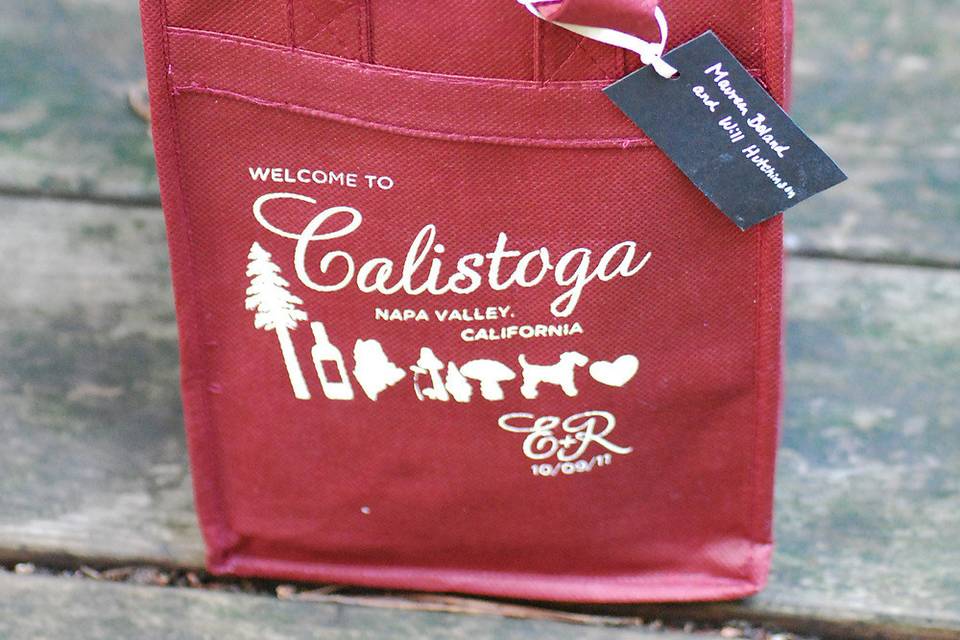 WELCOME TO
Calistoga
NAPA VALLEY.
CALIFORNIA
E+R
10/09/11
Maureen Boland
and Will Hutchinson